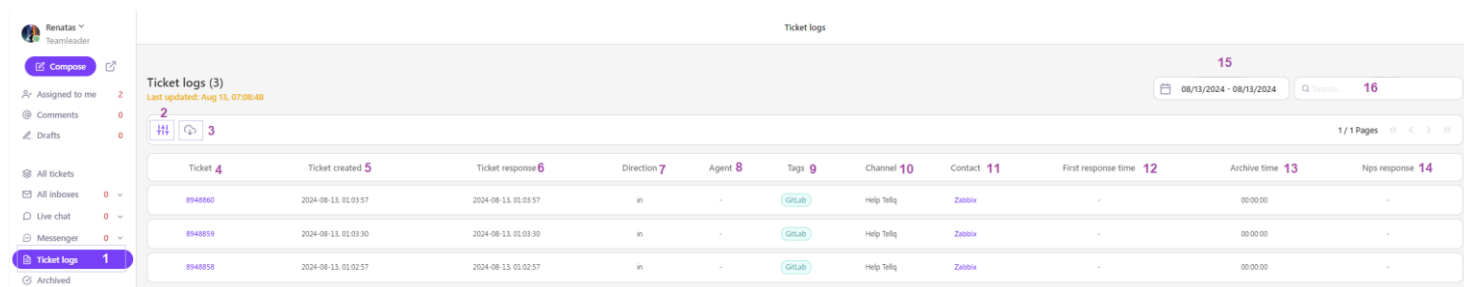 Renatas
Teamleader
Ticket logs
Compose
Assigned to me 2
Comments 0
Drafts 0
All tickets
All inboxes 0
Live chat 0
Messenger 0
Ticket logs 1
Archived
15
Ticket logs (3)
Last updated: Aug 13, 07:08:48
08/13/2024 - 08/13/2024
Search... 16
2
3
1 / 1 Pages
Ticket 4 Ticket created 5 Ticket response 6 Direction 7 Agent 8 Tags 9 Channel 10 Contact 11 First response time 12 Archive time 13 Nps response 14
8948860 2024-08-13, 01:03:57 2024-08-13, 01:03:57 in - GitLab Help Tellq Zabbix - 00:00:00 -
8948859 2024-08-13, 01:03:30 2024-08-13, 01:03:30 in - GitLab Help Tellq Zabbix - 00:00:00 -
8948858 2024-08-13, 01:02:57 2024-08-13, 01:02:57 in - GitLab Help Tellq Zabbix - 00:00:00 -